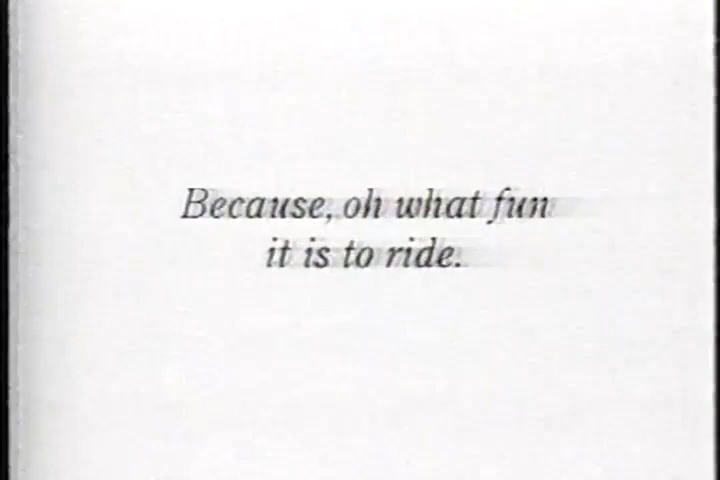 Because, oh what fun
it is to ride.